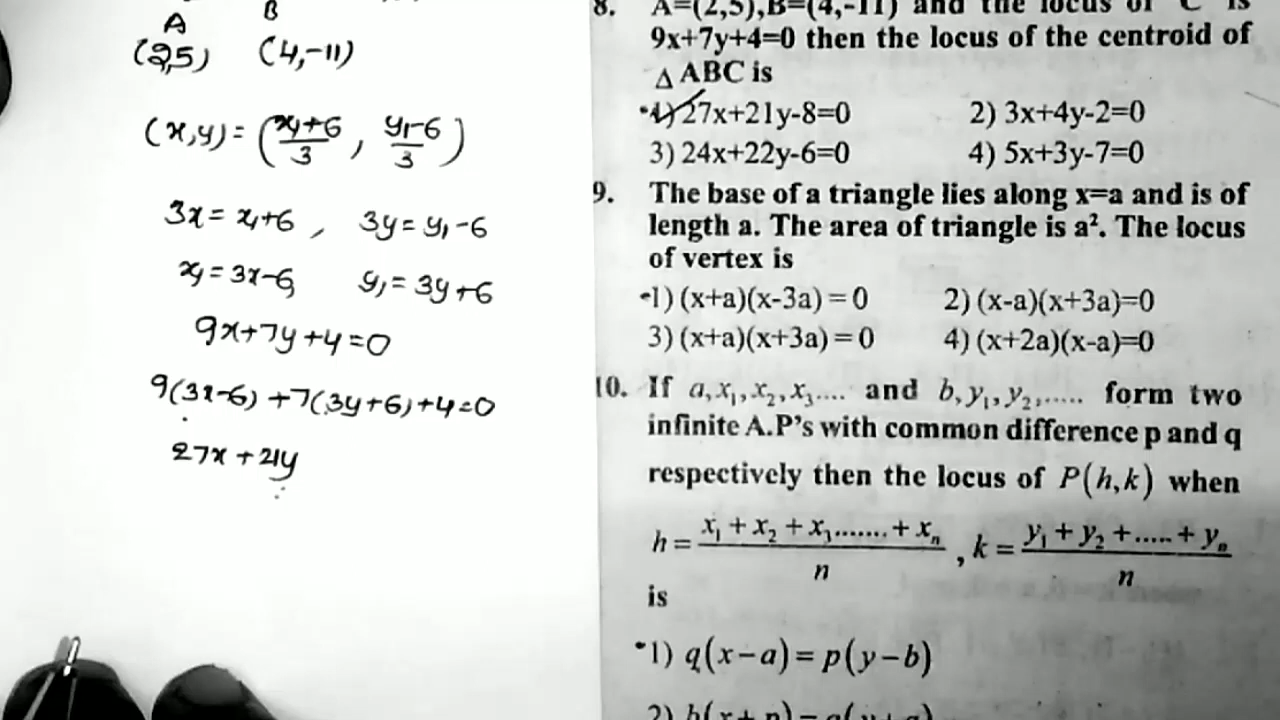 A B
(2,5) (4,-11)
(x,y) = (x₁+6/3, y₁-6/3)
3x = x₁+6, 3y = y₁-6
x₁ = 3x-6, y₁ = 3y+6
9x+7y+4=0
9(3x-6)+7(3y+6)+4=0
27x+21y
8. A=(2,5),B=(4,-11) and the locus of 'C' is
9x+7y+4=0 then the locus of the centroid of
△ ABC is
1) 27x+21y-8=0 2) 3x+4y-2=0
3) 24x+22y-6=0 4) 5x+3y-7=0
9. The base of a triangle lies along x=a and is of
length a. The area of triangle is a². The locus
of vertex is
1) (x+a)(x-3a) = 0 2) (x-a)(x+3a)=0
3) (x+a)(x+3a) = 0 4) (x+2a)(x-a)=0
10. If a,x₁,x₂,x₃.... and b,y₁,y₂,..... form two
infinite A.P's with common difference p and q
respectively then the locus of P(h,k) when
h = x₁+x₂+x₃.......+xₙ/n , k = y₁+y₂+.....+yₙ/n
is
1) q(x-a)=p(y-b)